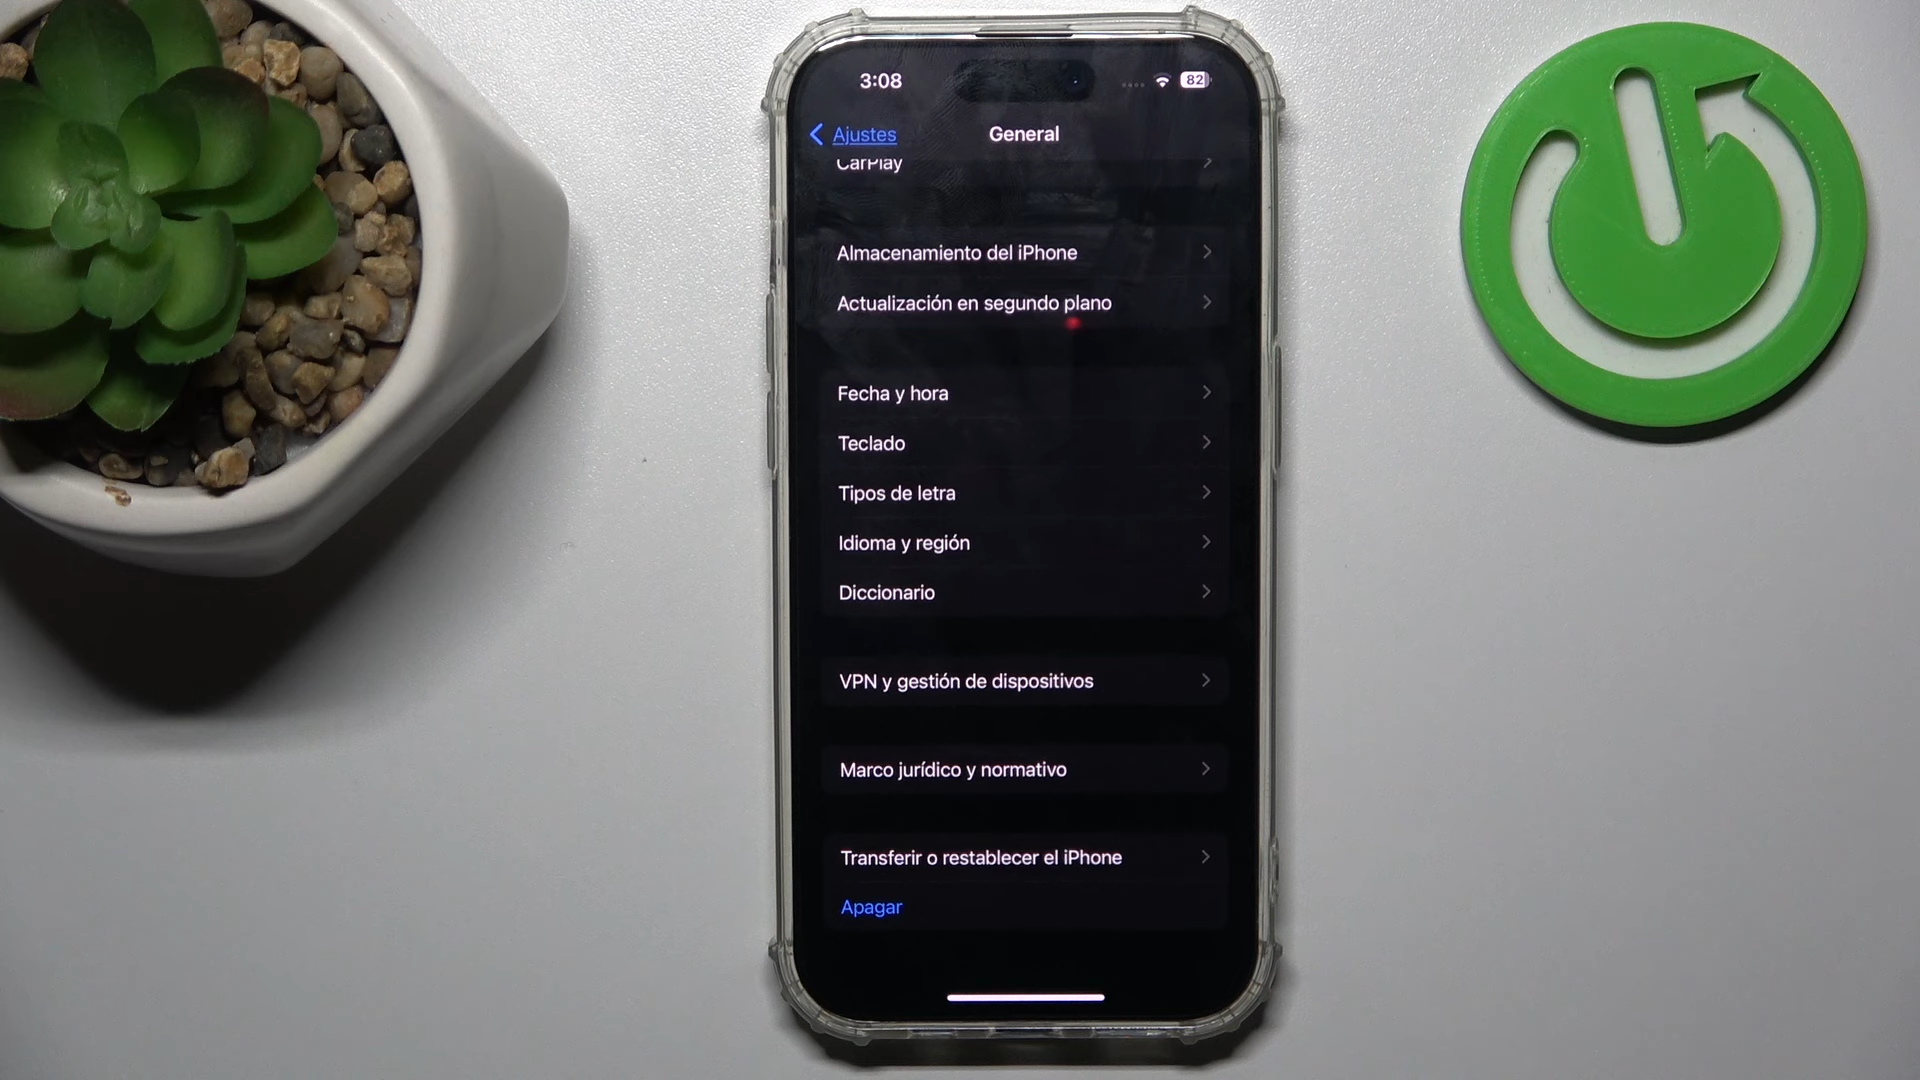 3:08
82
Ajustes
General
CarPlay
Almacenamiento del iPhone
Actualización en segundo plano
Fecha y hora
Teclado
Tipos de letra
Idioma y región
Diccionario
VPN y gestión de dispositivos
Marco jurídico y normativo
Transferir o restablecer el iPhone
Apagar